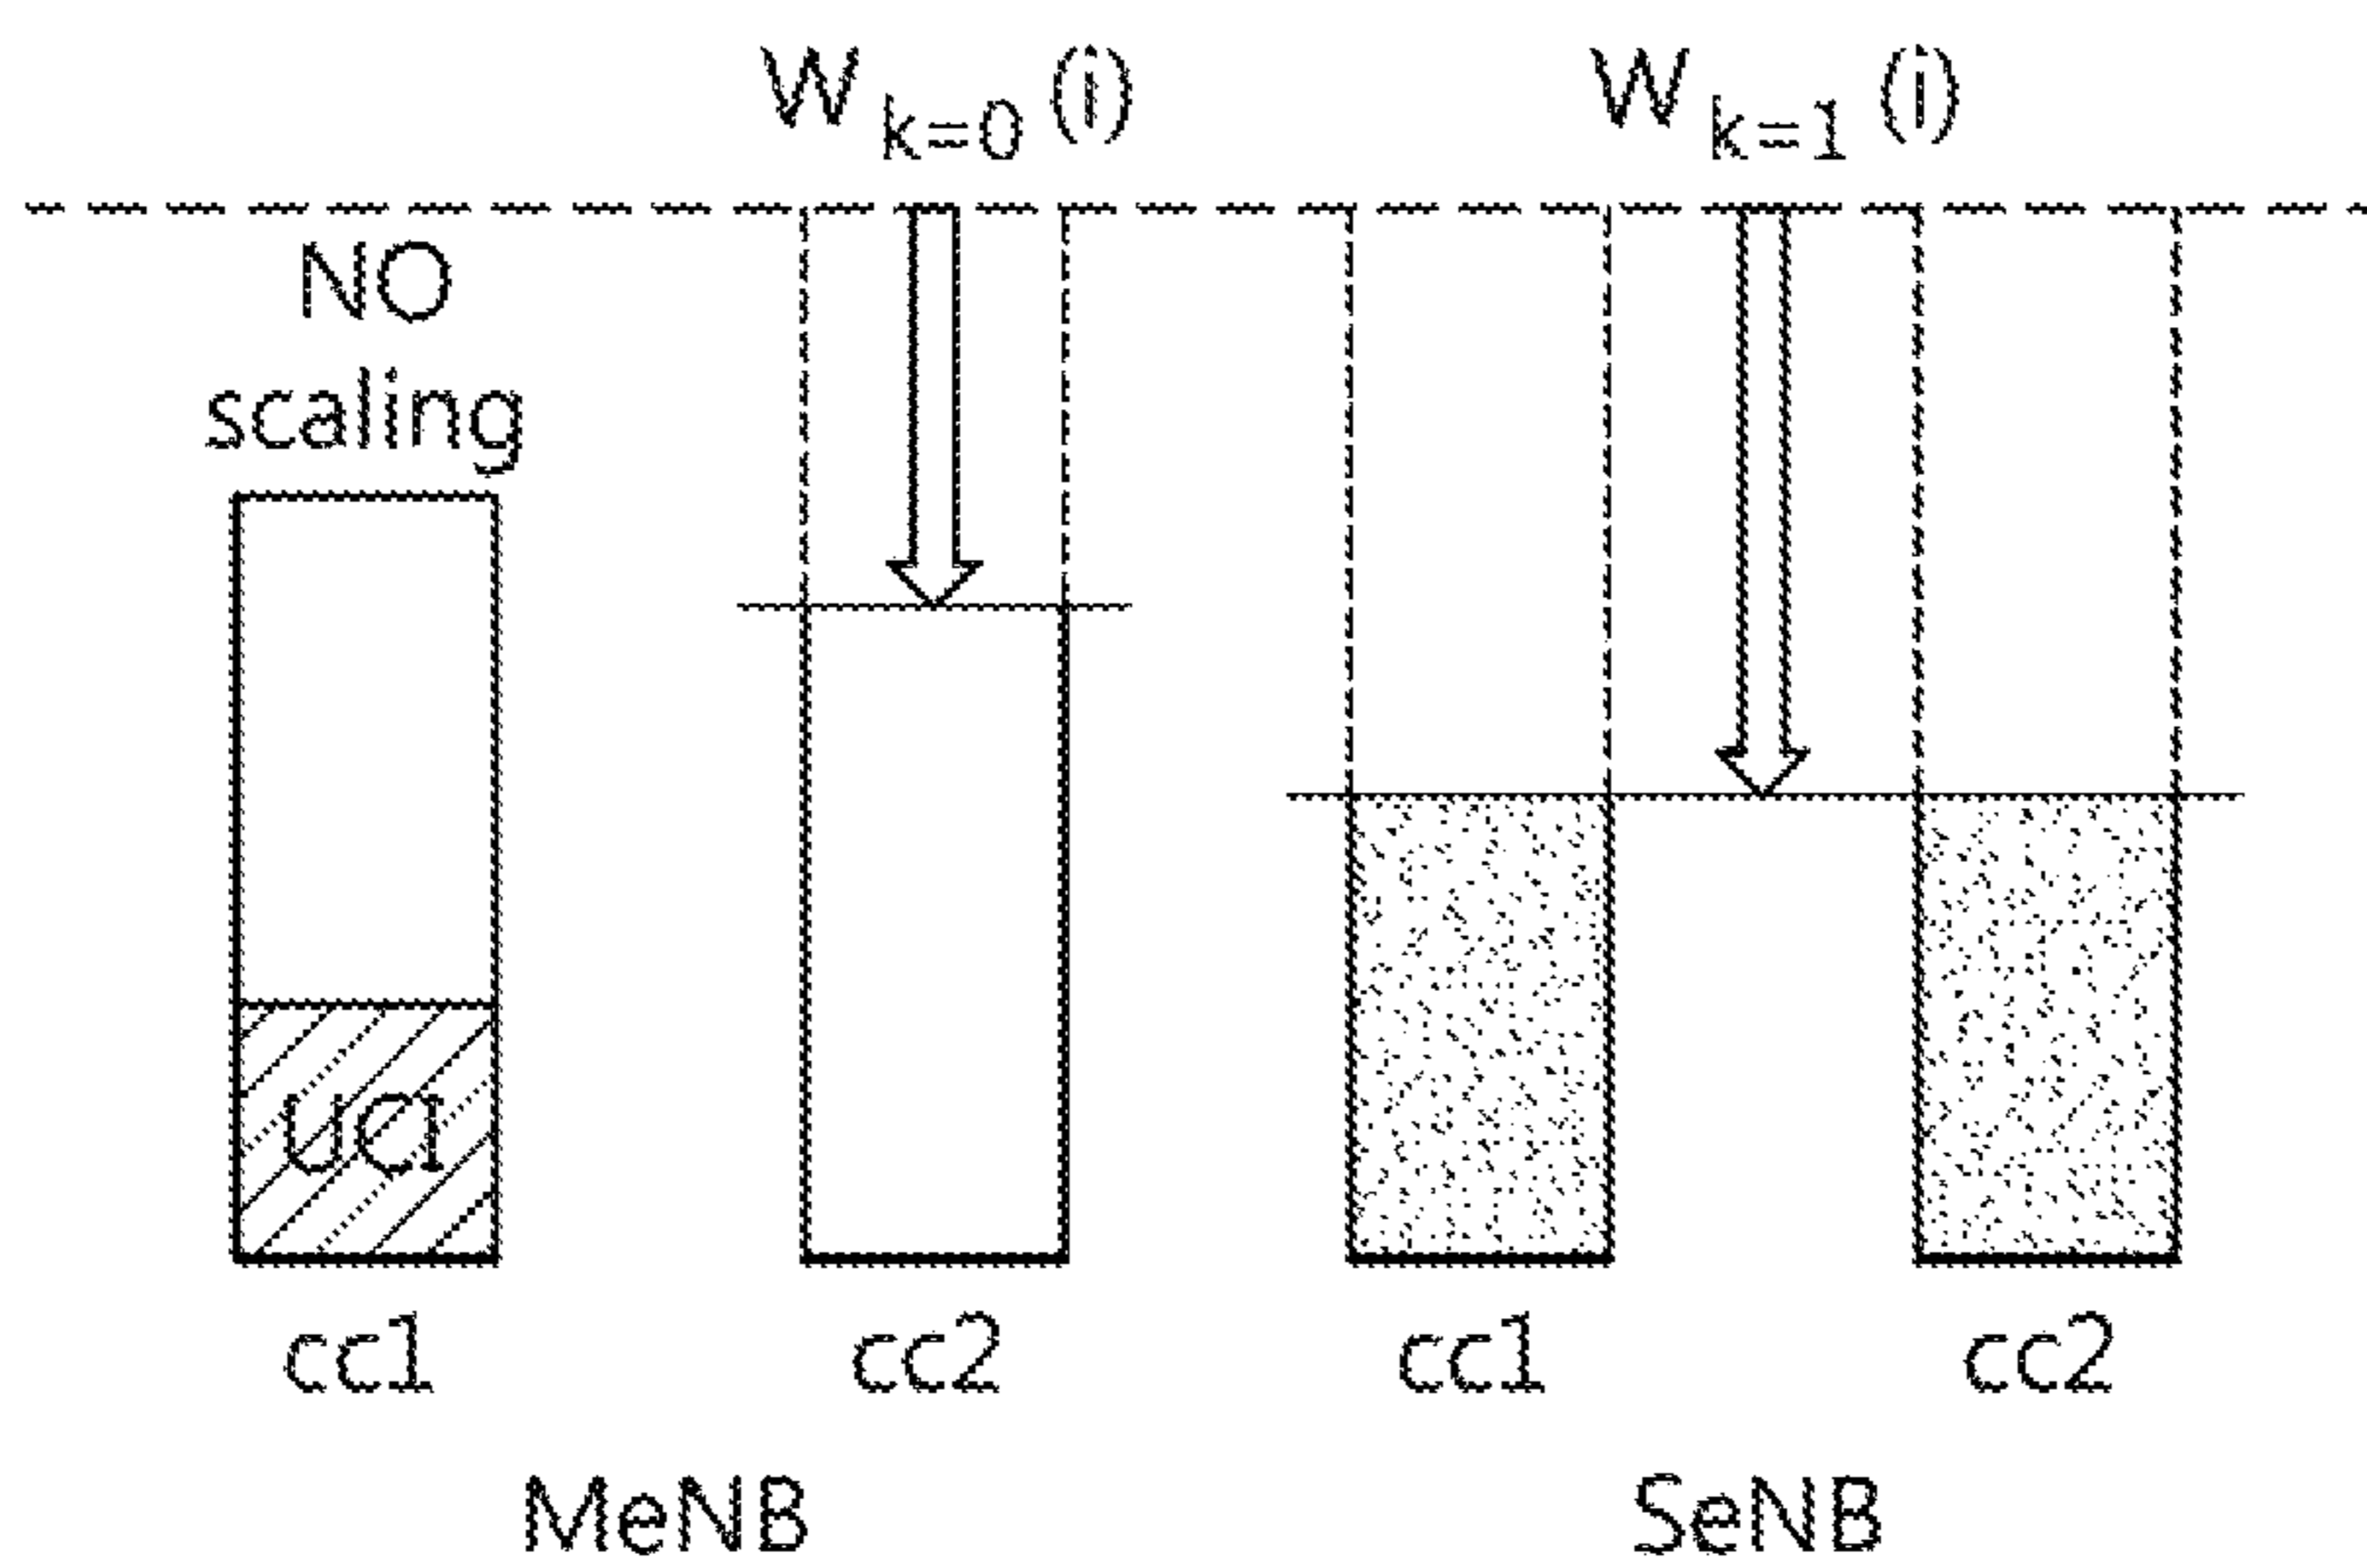 W k=0 (i) W k=1 (i)
NO
scaling
UCI
cc1 cc2 cc1 cc2
MeNB SeNB